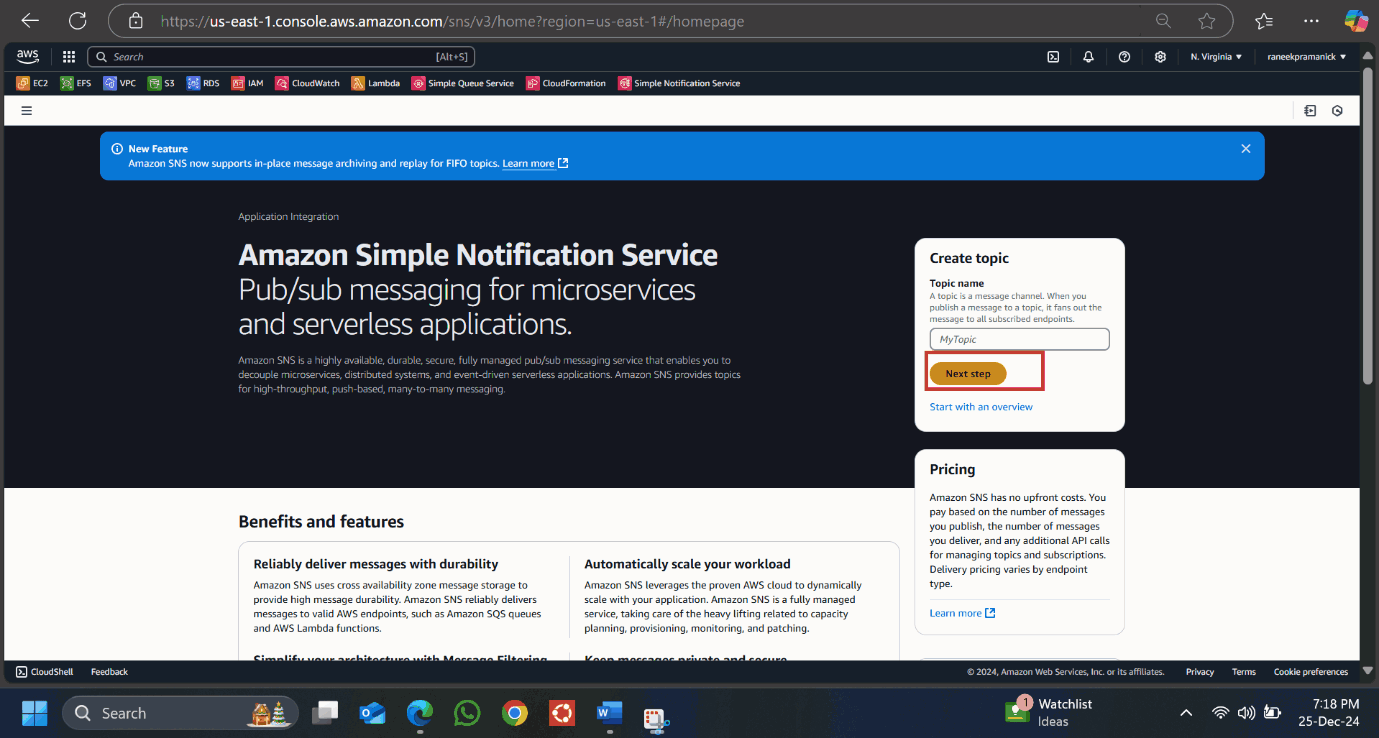 https://us-east-1.console.aws.amazon.com/sns/v3/home?region=us-east-1#/homepage
aws
Search [Alt+S]
N. Virginia ▼
raneekpramanick ▼
EC2 EFS VPC S3 RDS IAM CloudWatch Lambda Simple Queue Service CloudFormation Simple Notification Service
New Feature
Amazon SNS now supports in-place message archiving and replay for FIFO topics. Learn more
Application Integration
Amazon Simple Notification Service
Pub/sub messaging for microservices
and serverless applications.
Amazon SNS is a highly available, durable, secure, fully managed pub/sub messaging service that enables you to
decouple microservices, distributed systems, and event-driven serverless applications. Amazon SNS provides topics
for high-throughput, push-based, many-to-many messaging.
Create topic
Topic name
A topic is a message channel. When you
publish a message to a topic, it fans out the
message to all subscribed endpoints.
MyTopic
Next step
Start with an overview
Pricing
Amazon SNS has no upfront costs. You
pay based on the number of messages
you publish, the number of messages
you deliver, and any additional API calls
for managing topics and subscriptions.
Delivery pricing varies by endpoint
type.
Learn more
Benefits and features
Reliably deliver messages with durability
Amazon SNS uses cross availability zone message storage to
provide high message durability. Amazon SNS reliably delivers
messages to valid AWS endpoints, such as Amazon SQS queues
and AWS Lambda functions.
Automatically scale your workload
Amazon SNS leverages the proven AWS cloud to dynamically
scale with your application. Amazon SNS is a fully managed
service, taking care of the heavy lifting related to capacity
planning, provisioning, monitoring, and patching.
Simplify your architecture with Message Filtering
Keep messages private and secure
CloudShell Feedback
© 2024, Amazon Web Services, Inc. or its affiliates. Privacy Terms Cookie preferences
Search
1
Watchlist
Ideas
7:18 PM
25-Dec-24